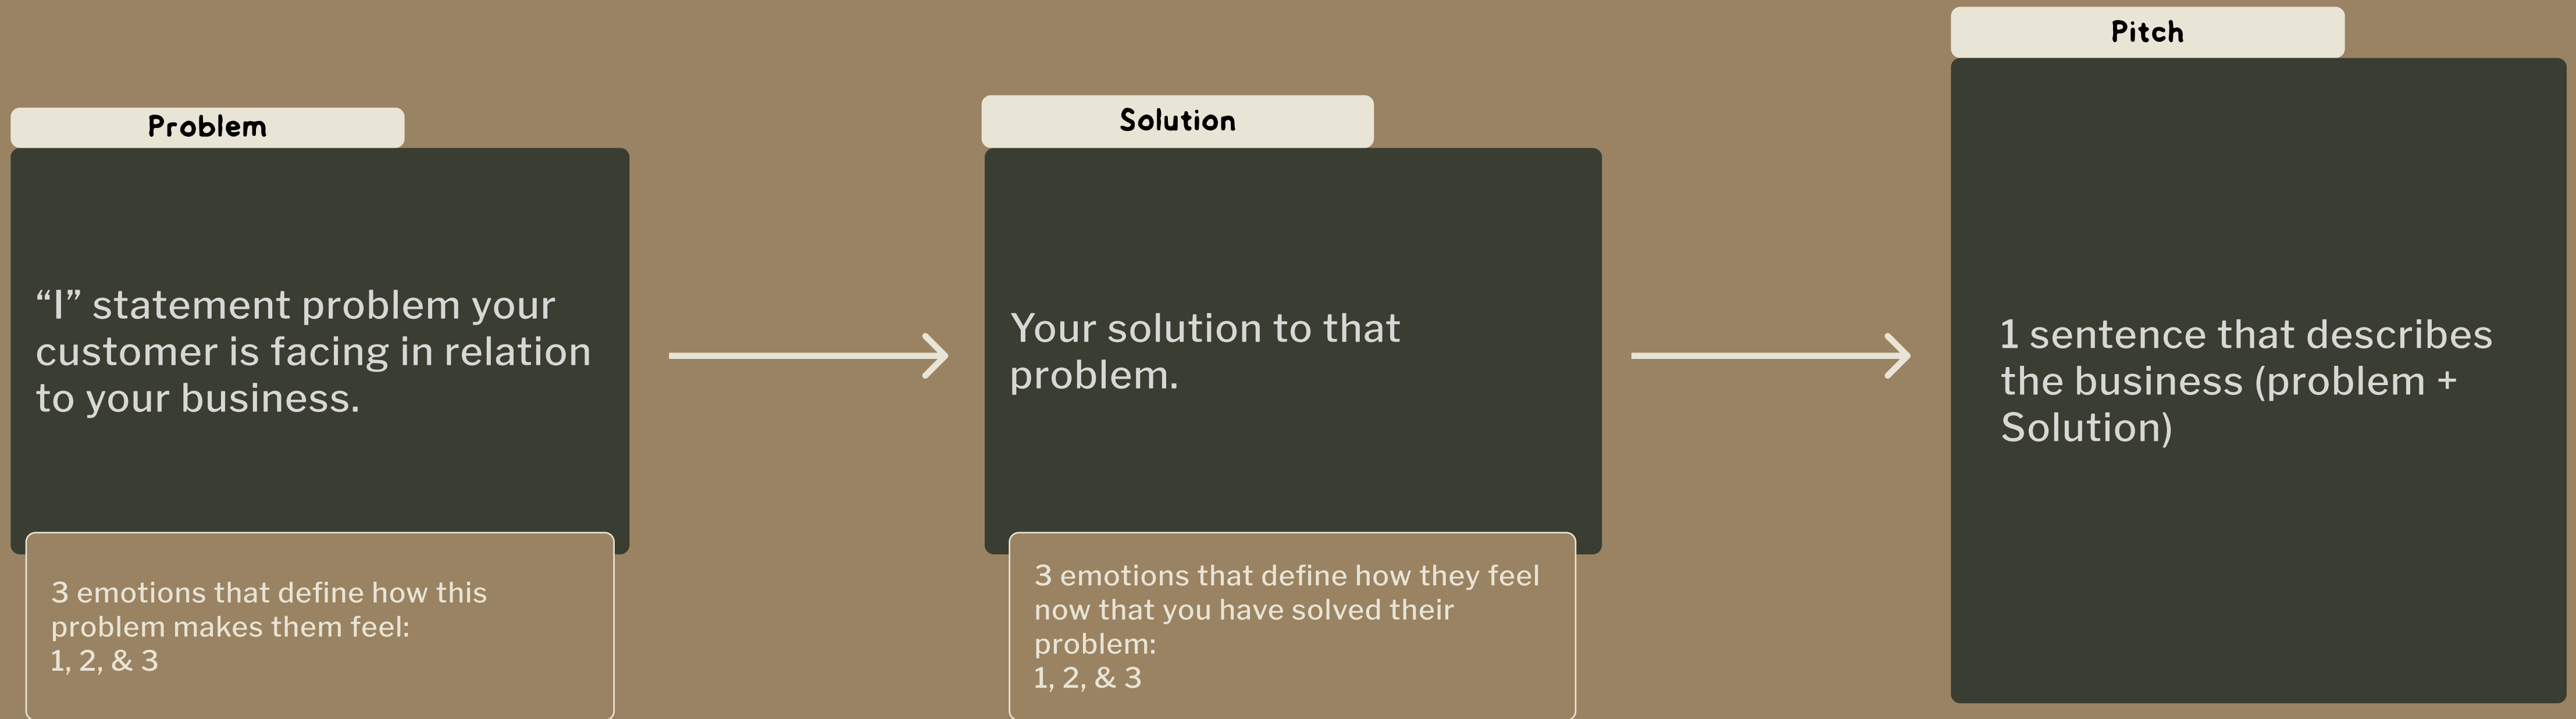 Problem
“I” statement problem your
customer is facing in relation
to your business.
3 emotions that define how this
problem makes them feel:
1, 2, & 3
Solution
Your solution to that
problem.
3 emotions that define how they feel
now that you have solved their
problem:
1, 2, & 3
Pitch
1 sentence that describes
the business (problem +
Solution)